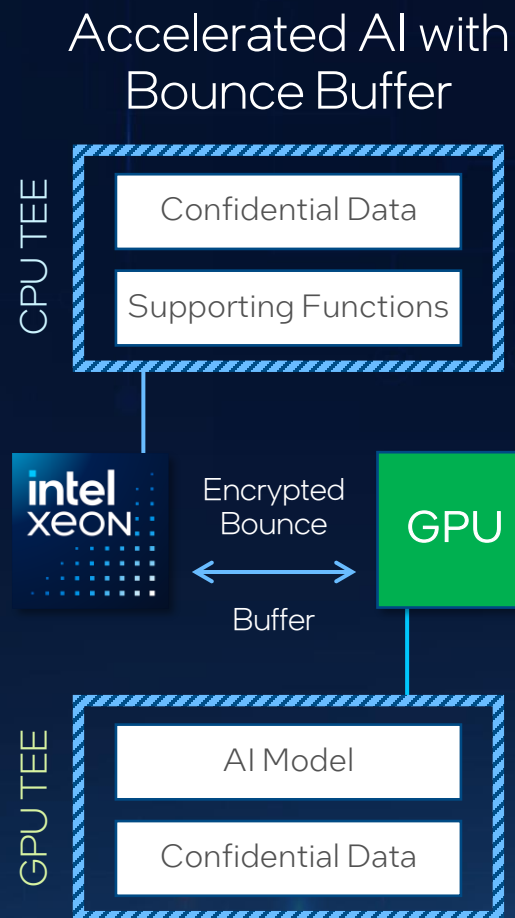 Accelerated AI with
Bounce Buffer
CPU TEE
Confidential Data
Supporting Functions
intel
xeon
Encrypted
Bounce
Buffer
GPU
GPU TEE
AI Model
Confidential Data